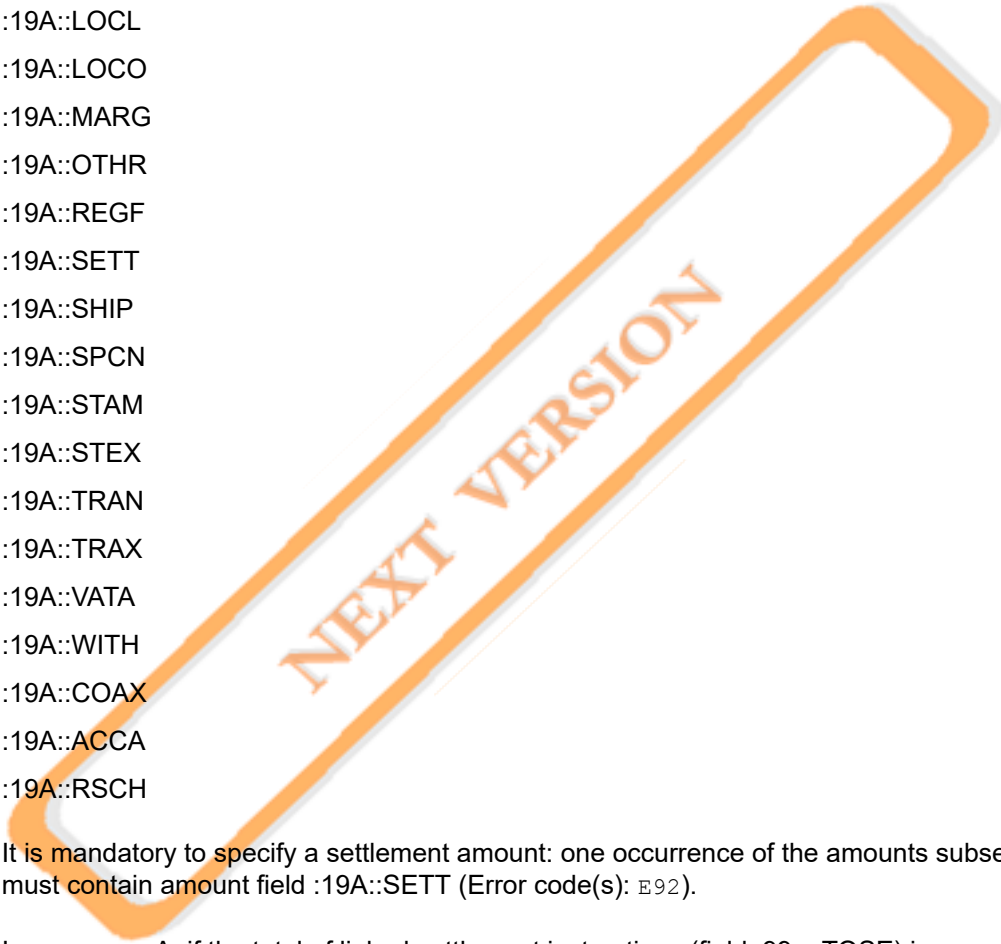 :19A::LOCL
:19A::LOCO
:19A::MARG
:19A::OTHR
:19A::REGF
:19A::SETT
:19A::SHIP
:19A::SPCN
:19A::STAM
:19A::STEX
:19A::TRAN
:19A::TRAX
:19A::VATA
:19A::WITH
:19A::COAX
:19A::ACCA
:19A::RSCH
NEXT VERSION
It is mandatory to specify a settlement amount: one occurrence of the amounts subse
must contain amount field :19A::SETT (Error code(s): E92).